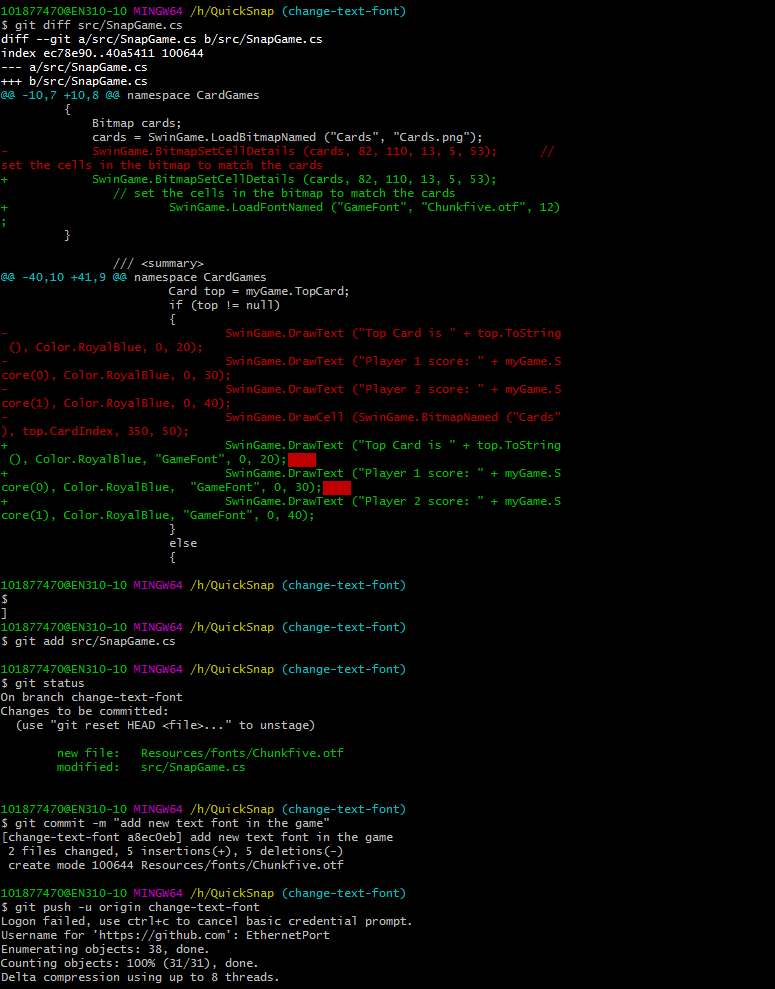 101877470@EN310-10 MINGW64 /h/QuickSnap (change-text-font)
$ git diff src/SnapGame.cs
diff --git a/src/SnapGame.cs b/src/SnapGame.cs
index ec78e90..40a5411 100644
--- a/src/SnapGame.cs
+++ b/src/SnapGame.cs
@@ -10,7 +10,8 @@ namespace CardGames
        {
            Bitmap cards;
            cards = SwinGame.LoadBitmapNamed ("Cards", "Cards.png");
-           SwinGame.BitmapSetCellDetails (cards, 82, 110, 13, 5, 53);      //
set the cells in the bitmap to match the cards
+           SwinGame.BitmapSetCellDetails (cards, 82, 110, 13, 5, 53);
               // set the cells in the bitmap to match the cards
+                       SwinGame.LoadFontNamed ("GameFont", "Chunkfive.otf", 12)
;
        }

                /// <summary>
@@ -40,10 +41,9 @@ namespace CardGames
                        Card top = myGame.TopCard;
                        if (top != null)
                        {
-                               SwinGame.DrawText ("Top Card is " + top.ToString
 (), Color.RoyalBlue, 0, 20);
-                               SwinGame.DrawText ("Player 1 score: " + myGame.S
core(0), Color.RoyalBlue, 0, 30);
-                               SwinGame.DrawText ("Player 2 score: " + myGame.S
core(1), Color.RoyalBlue, 0, 40);
-                               SwinGame.DrawCell (SwinGame.BitmapNamed ("Cards"
), top.CardIndex, 350, 50);
+                               SwinGame.DrawText ("Top Card is " + top.ToString
 (), Color.RoyalBlue, "GameFont", 0, 20);
+                               SwinGame.DrawText ("Player 1 score: " + myGame.S
core(0), Color.RoyalBlue,  "GameFont", 0, 30);
+                               SwinGame.DrawText ("Player 2 score: " + myGame.S
core(1), Color.RoyalBlue, "GameFont", 0, 40);
                        }
                        else
                        {

101877470@EN310-10 MINGW64 /h/QuickSnap (change-text-font)
$
]
101877470@EN310-10 MINGW64 /h/QuickSnap (change-text-font)
$ git add src/SnapGame.cs

101877470@EN310-10 MINGW64 /h/QuickSnap (change-text-font)
$ git status
On branch change-text-font
Changes to be committed:
  (use "git reset HEAD <file>..." to unstage)

        new file:   Resources/fonts/Chunkfive.otf
        modified:   src/SnapGame.cs


101877470@EN310-10 MINGW64 /h/QuickSnap (change-text-font)
$ git commit -m "add new text font in the game"
[change-text-font a8ec0eb] add new text font in the game
 2 files changed, 5 insertions(+), 5 deletions(-)
 create mode 100644 Resources/fonts/Chunkfive.otf

101877470@EN310-10 MINGW64 /h/QuickSnap (change-text-font)
$ git push -u origin change-text-font
Logon failed, use ctrl+c to cancel basic credential prompt.
Username for 'https://github.com': EthernetPort
Enumerating objects: 38, done.
Counting objects: 100% (31/31), done.
Delta compression using up to 8 threads.